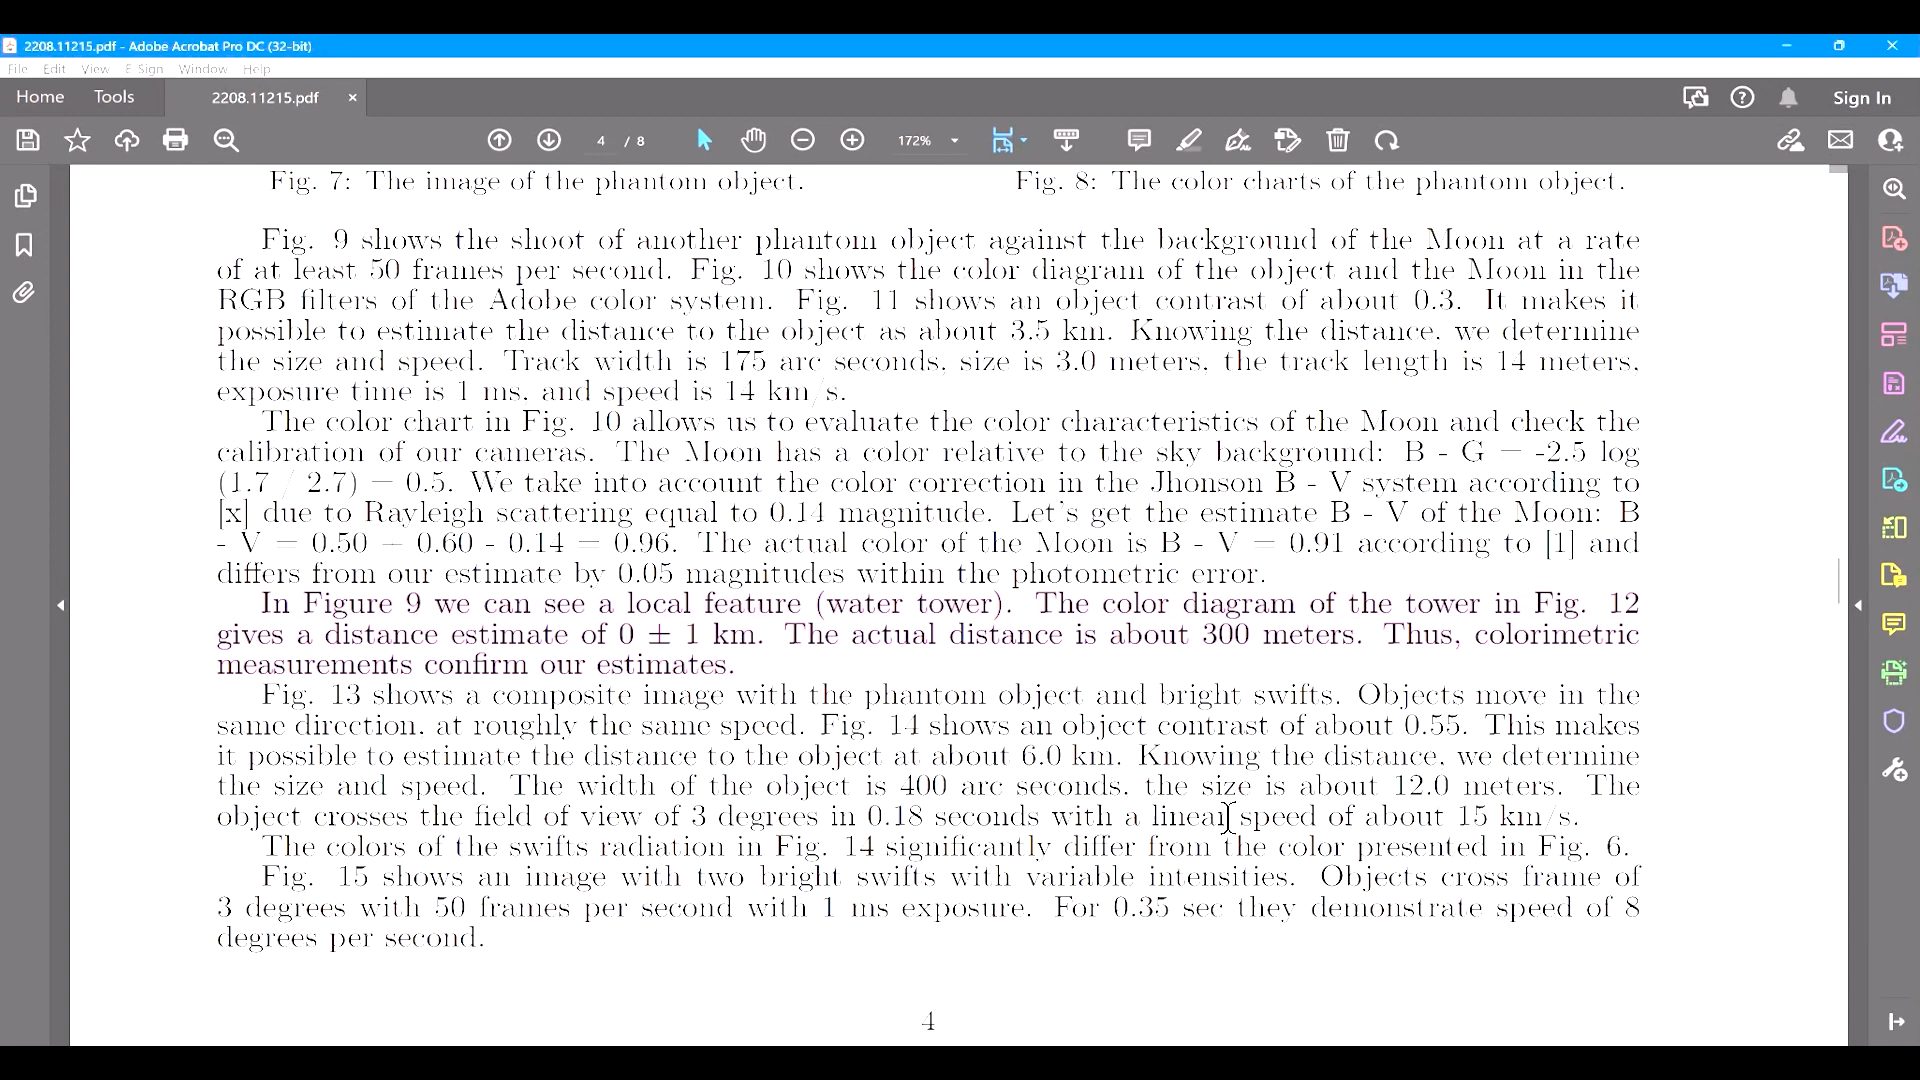 2208.11215.pdf - Adobe Acrobat Pro DC (32-bit)
File Edit View E-Sign Window Help
Home Tools 2208.11215.pdf × Sign In
4 / 8 172%
Fig. 7: The image of the phantom object. Fig. 8: The color charts of the phantom object.
Fig. 9 shows the shoot of another phantom object against the background of the Moon at a rate
of at least 50 frames per second. Fig. 10 shows the color diagram of the object and the Moon in the
RGB filters of the Adobe color system. Fig. 11 shows an object contrast of about 0.3. It makes it
possible to estimate the distance to the object as about 3.5 km. Knowing the distance, we determine
the size and speed. Track width is 175 arc seconds, size is 3.0 meters, the track length is 14 meters,
exposure time is 1 ms, and speed is 14 km/s.
The color chart in Fig. 10 allows us to evaluate the color characteristics of the Moon and check the
calibration of our cameras. The Moon has a color relative to the sky background: B - G = -2.5 log
(1.7 / 2.7) = 0.5. We take into account the color correction in the Jhonson B - V system according to
[x] due to Rayleigh scattering equal to 0.14 magnitude. Let's get the estimate B - V of the Moon: B
- V = 0.50 + 0.60 - 0.14 = 0.96. The actual color of the Moon is B - V = 0.91 according to [1] and
differs from our estimate by 0.05 magnitudes within the photometric error.
In Figure 9 we can see a local feature (water tower). The color diagram of the tower in Fig. 12
gives a distance estimate of 0 ± 1 km. The actual distance is about 300 meters. Thus, colorimetric
measurements confirm our estimates.
Fig. 13 shows a composite image with the phantom object and bright swifts. Objects move in the
same direction, at roughly the same speed. Fig. 14 shows an object contrast of about 0.55. This makes
it possible to estimate the distance to the object at about 6.0 km. Knowing the distance, we determine
the size and speed. The width of the object is 400 arc seconds, the size is about 12.0 meters. The
object crosses the field of view of 3 degrees in 0.18 seconds with a linear speed of about 15 km/s.
The colors of the swifts radiation in Fig. 14 significantly differ from the color presented in Fig. 6.
Fig. 15 shows an image with two bright swifts with variable intensities. Objects cross frame of
3 degrees with 50 frames per second with 1 ms exposure. For 0.35 sec they demonstrate speed of 8
degrees per second.
4